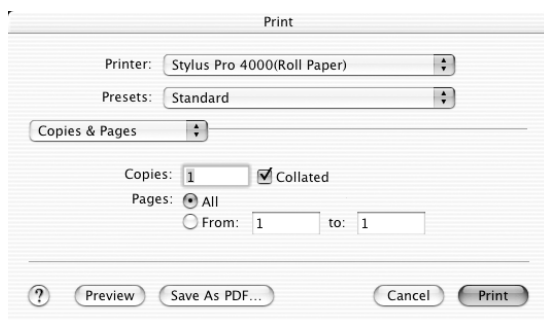 Print
Printer: Stylus Pro 4000(Roll Paper)
Presets: Standard
Copies & Pages
Copies: 1 Collated
Pages: All
From: 1 to: 1
? Preview Save As PDF... Cancel Print